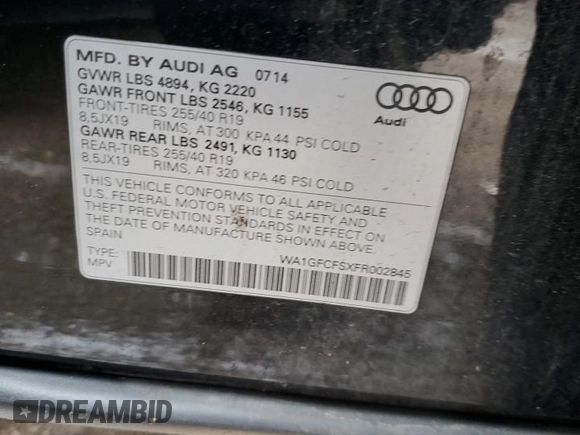 MFD. BY AUDI AG 0714
GVWR LBS 4894, KG 2220
GAWR FRONT LBS 2546, KG 1155
FRONT-TIRES 255/40 R19
8,5JX19 RIMS, AT 300 KPA 44 PSI COLD
GAWR REAR LBS 2491, KG 1130
REAR-TIRES 255/40 R19
8,5JX19 RIMS, AT 320 KPA 46 PSI COLD
Audi
THIS VEHICLE CONFORMS TO ALL APPLICABLE
U.S. FEDERAL MOTOR VEHICLE SAFETY AND
THEFT PREVENTION STANDARDS IN EFFECT ON
THE DATE OF MANUFACTURE SHOWN ABOVE.
SPAIN
WA1GFCFSXFR002845
TYPE:
MPV
DREAMBID